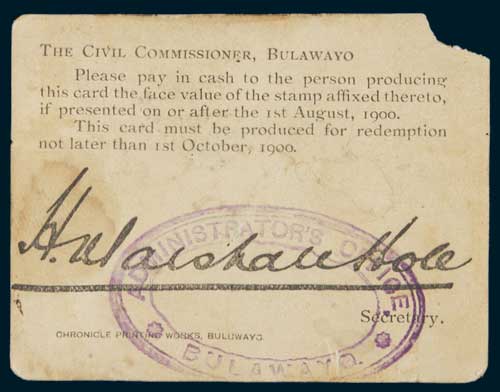 THE CIVIL COMMISSIONER, BULAWAYO
Please pay in cash to the person producing
this card the face value of the stamp affixed thereto,
if presented on or after the 1st August, 1900.
This card must be produced for redemption
not later than 1st October, 1900.
H. Marshall Hole
ADMINISTRATOR'S OFFICE.
BULAWAYO.
Secretary.
CHRONICLE PRINTING WORKS, BULUWAYO.